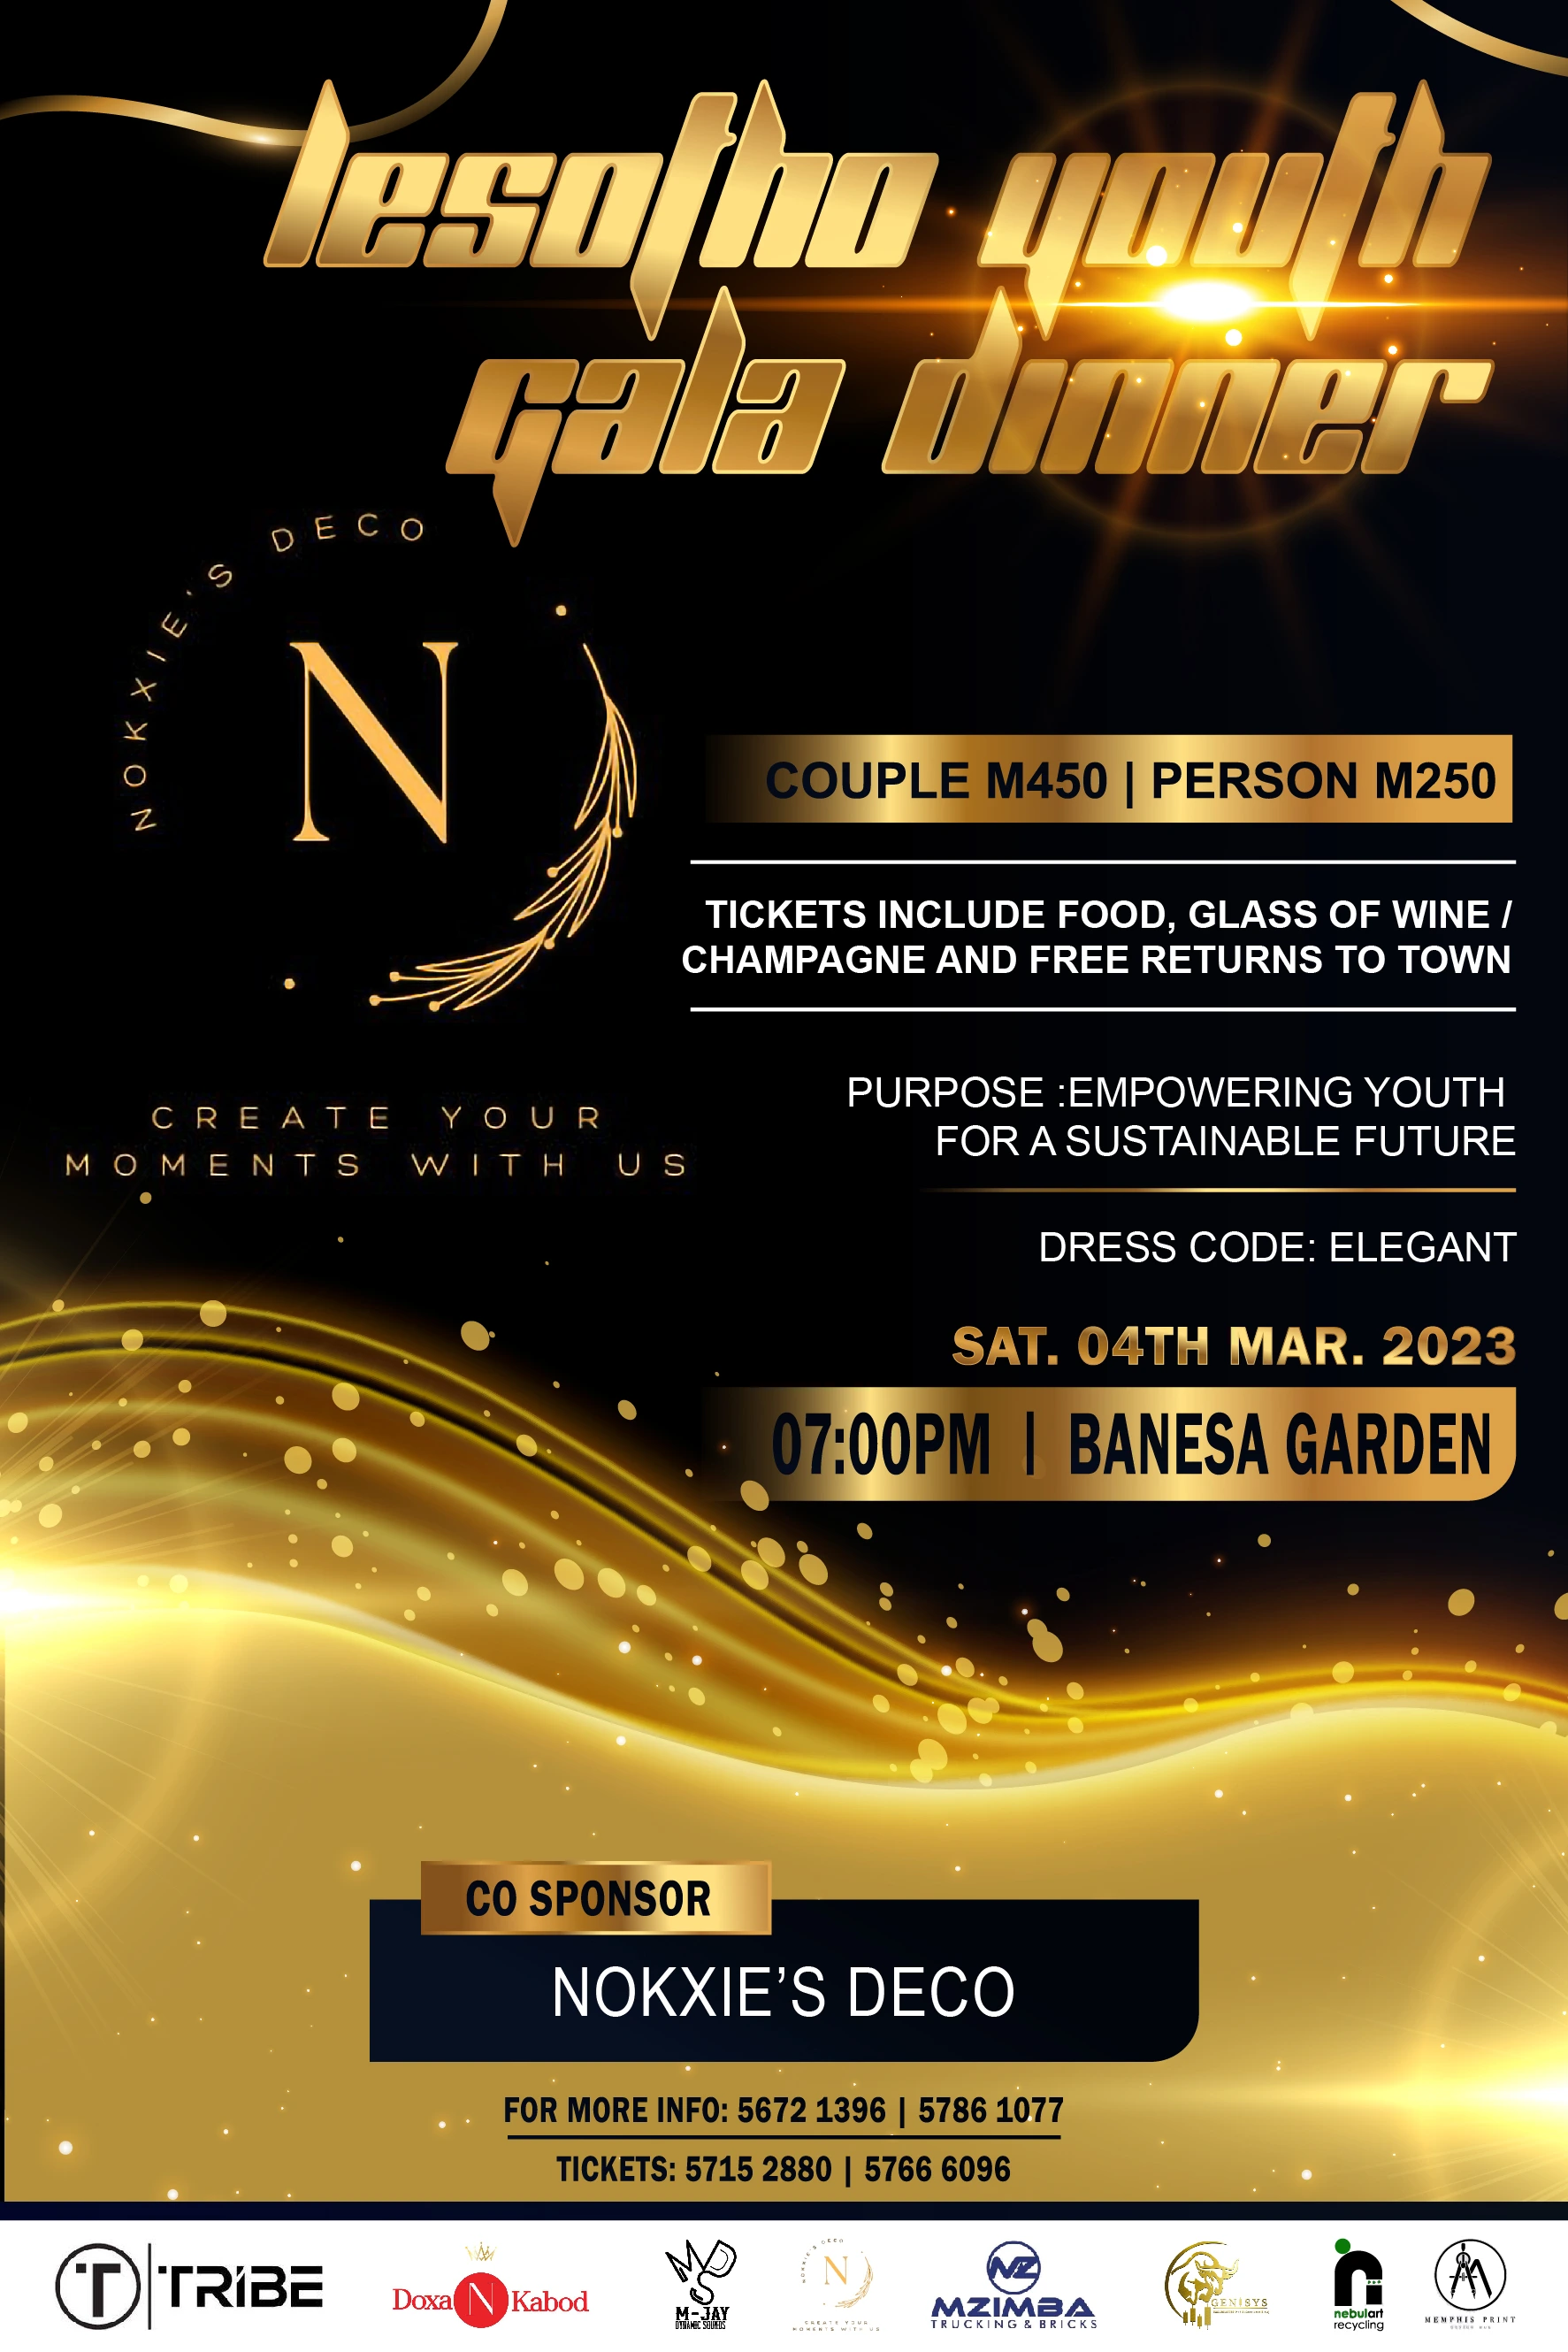 lesotho youth
gala dinner
NOKXIE'S DECO
N
CREATE YOUR
MOMENTS WITH US
COUPLE M450 | PERSON M250
TICKETS INCLUDE FOOD, GLASS OF WINE /
CHAMPAGNE AND FREE RETURNS TO TOWN
PURPOSE :EMPOWERING YOUTH
FOR A SUSTAINABLE FUTURE
DRESS CODE: ELEGANT
SAT. 04TH MAR. 2023
07:00PM | BANESA GARDEN
CO SPONSOR
NOKXIE'S DECO
FOR MORE INFO: 5672 1396 | 5786 1077
TICKETS: 5715 2880 | 5766 6096
T TRIBE
Doxa N Kabod
M-JAY
DYNAMIC SOUNDS
NOKXIE'S DECO
N
CREATE YOUR
MOMENTS WITH US
MZ
MZIMBA
TRUCKING & BRICKS
GENISYS
n
nebulart
recycling
MEMPHIS PRINT